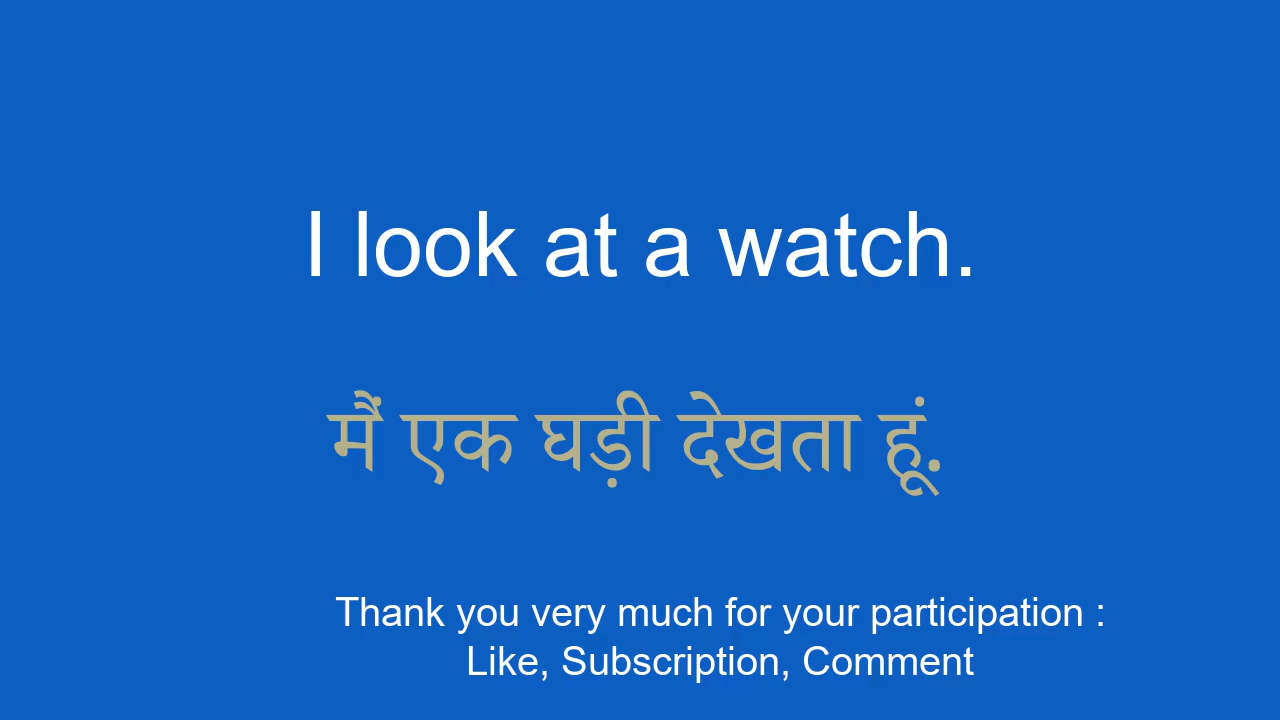 I look at a watch.
मैं एक घड़ी देखता हूं.
Thank you very much for your participation :
Like, Subscription, Comment